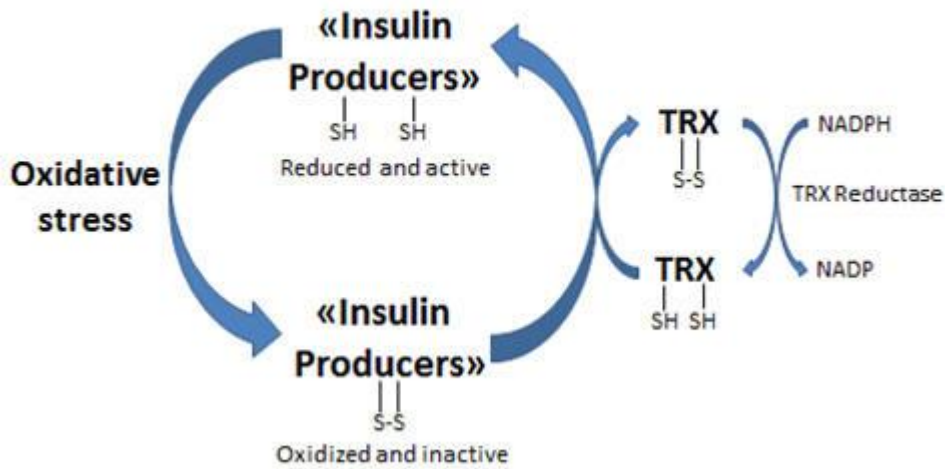 «Insulin
Producers»
SH SH
Reduced and active
Oxidative
stress
TRX
S-S
NADPH
TRX Reductase
TRX
SH SH
NADP
«Insulin
Producers»
S-S
Oxidized and inactive